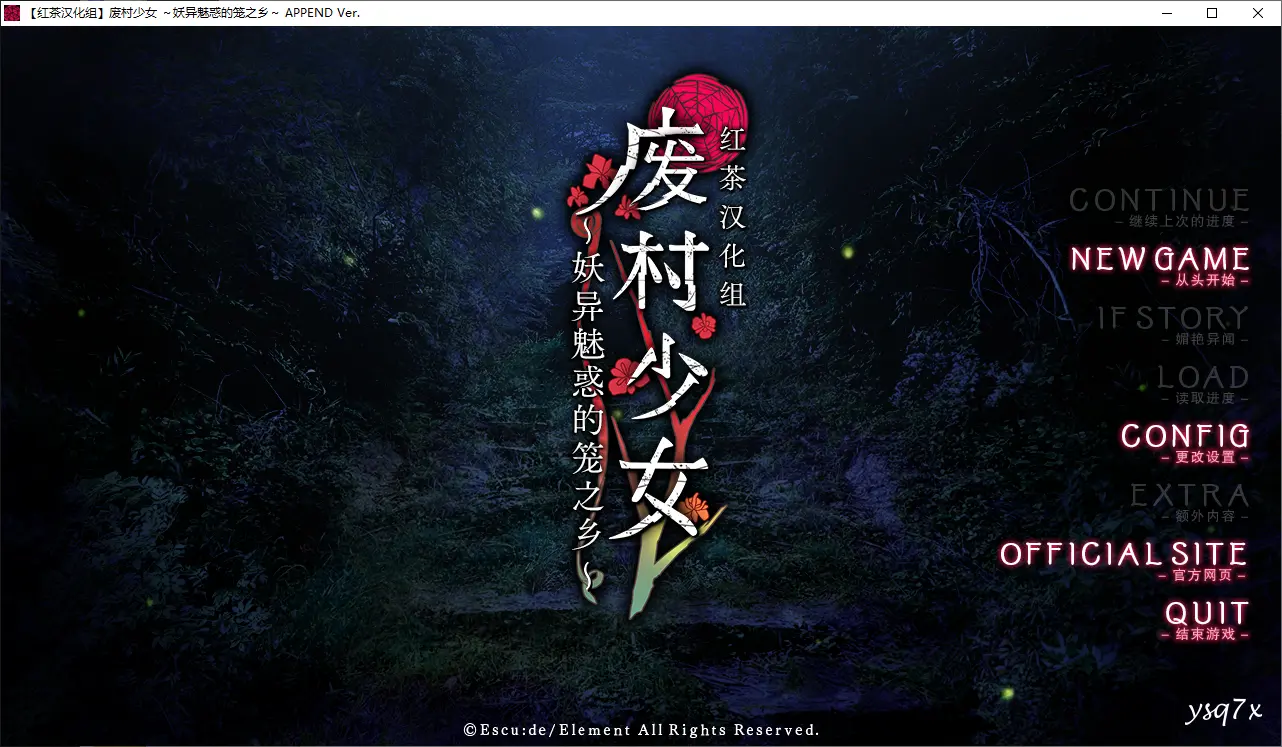 【红茶汉化组】废村少女 ~妖异魅惑的笼之乡~ APPEND Ver.
红茶汉化组
废村少女
~妖异魅惑的笼之乡~
CONTINUE
– 继续上次的进度 –
NEW GAME
– 从头开始 –
IF STORY
– 媚艳异闻 –
LOAD
– 读取进度 –
CONFIG
– 更改设置 –
EXTRA
– 额外内容 –
OFFICIAL SITE
– 官方网页 –
QUIT
– 结束游戏 –
ysq7x
©Escu:de/Element All Rights Reserved.